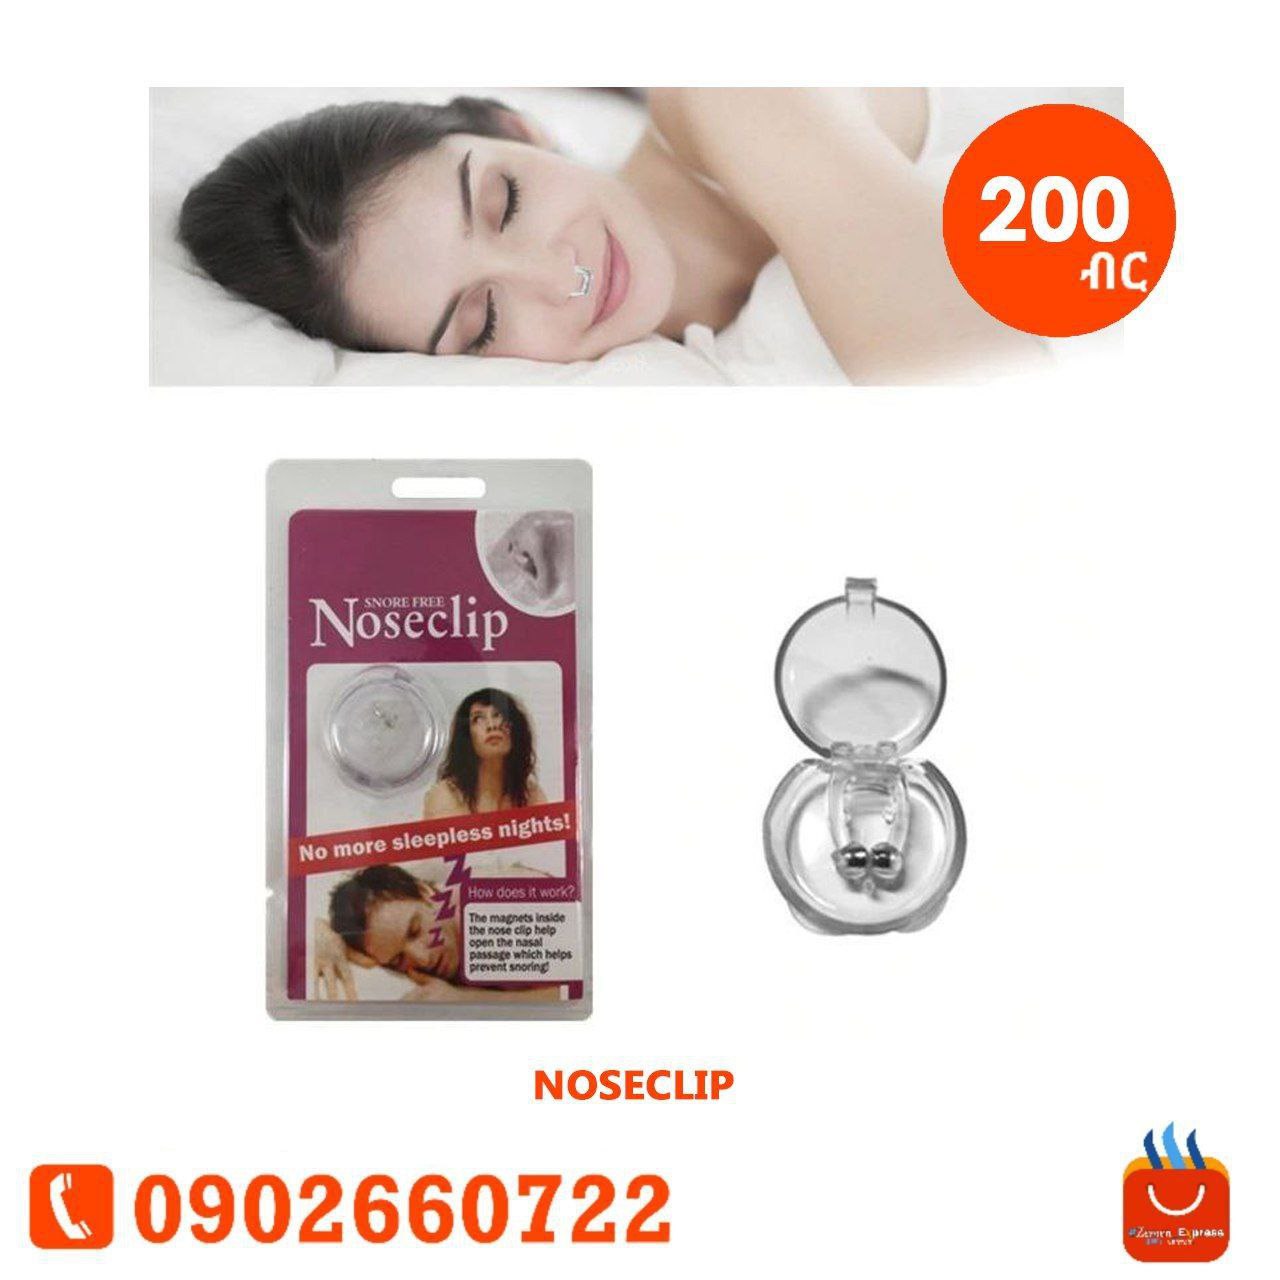 200
ብር
SNORE FREE
Noseclip
No more sleepless nights!
How does it work?
The magnets inside
the nose clip help
open the nasal
passage which helps
prevent snoring!
NOSECLIP
0902660722
Express